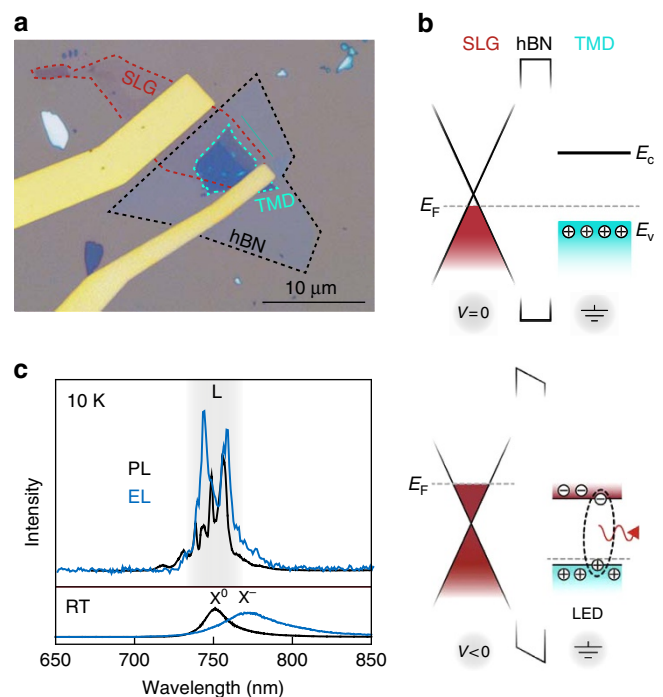 a
SLG
TMD
hBN
10 μm
b
SLG hBN TMD
E_c
E_F
E_v
V=0
E_F
LED
V<0
c
10 K
L
PL
EL
Intensity
RT
X⁰ X⁻
650 700 750 800 850
Wavelength (nm)